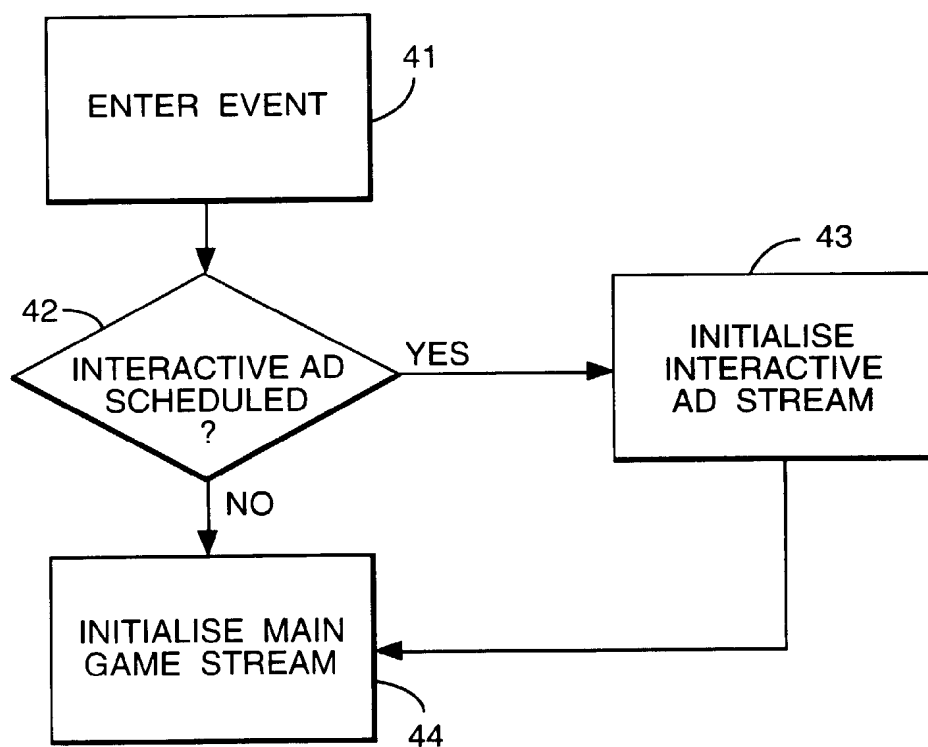 ENTER EVENT
41
42
INTERACTIVE AD
SCHEDULED
?
YES
43
INITIALISE
INTERACTIVE
AD STREAM
NO
INITIALISE MAIN
GAME STREAM
44